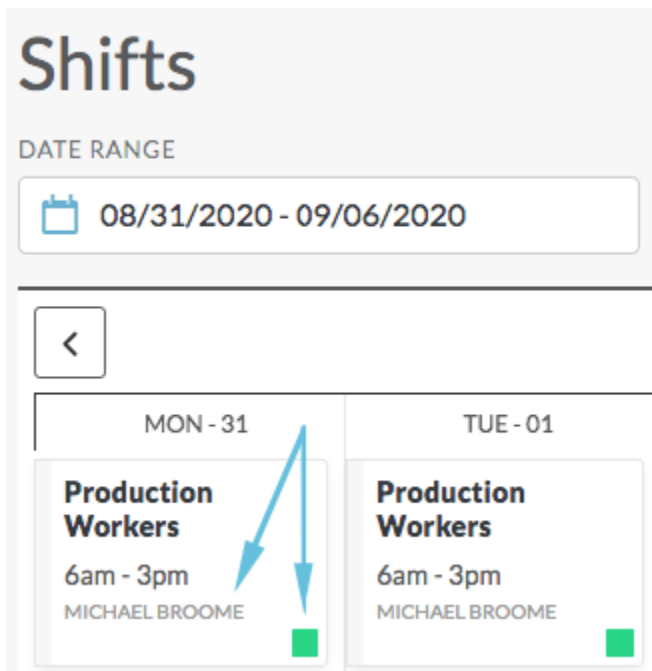 Shifts
DATE RANGE
08/31/2020 - 09/06/2020
MON - 31
TUE - 01
Production
Workers
6am - 3pm
MICHAEL BROOME
Production
Workers
6am - 3pm
MICHAEL BROOME